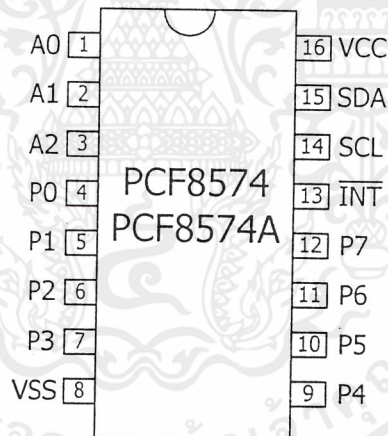 A0 1
A1 2
A2 3
P0 4
P1 5
P2 6
P3 7
VSS 8
PCF8574
PCF8574A
16 VCC
15 SDA
14 SCL
13 INT
12 P7
11 P6
10 P5
9 P4